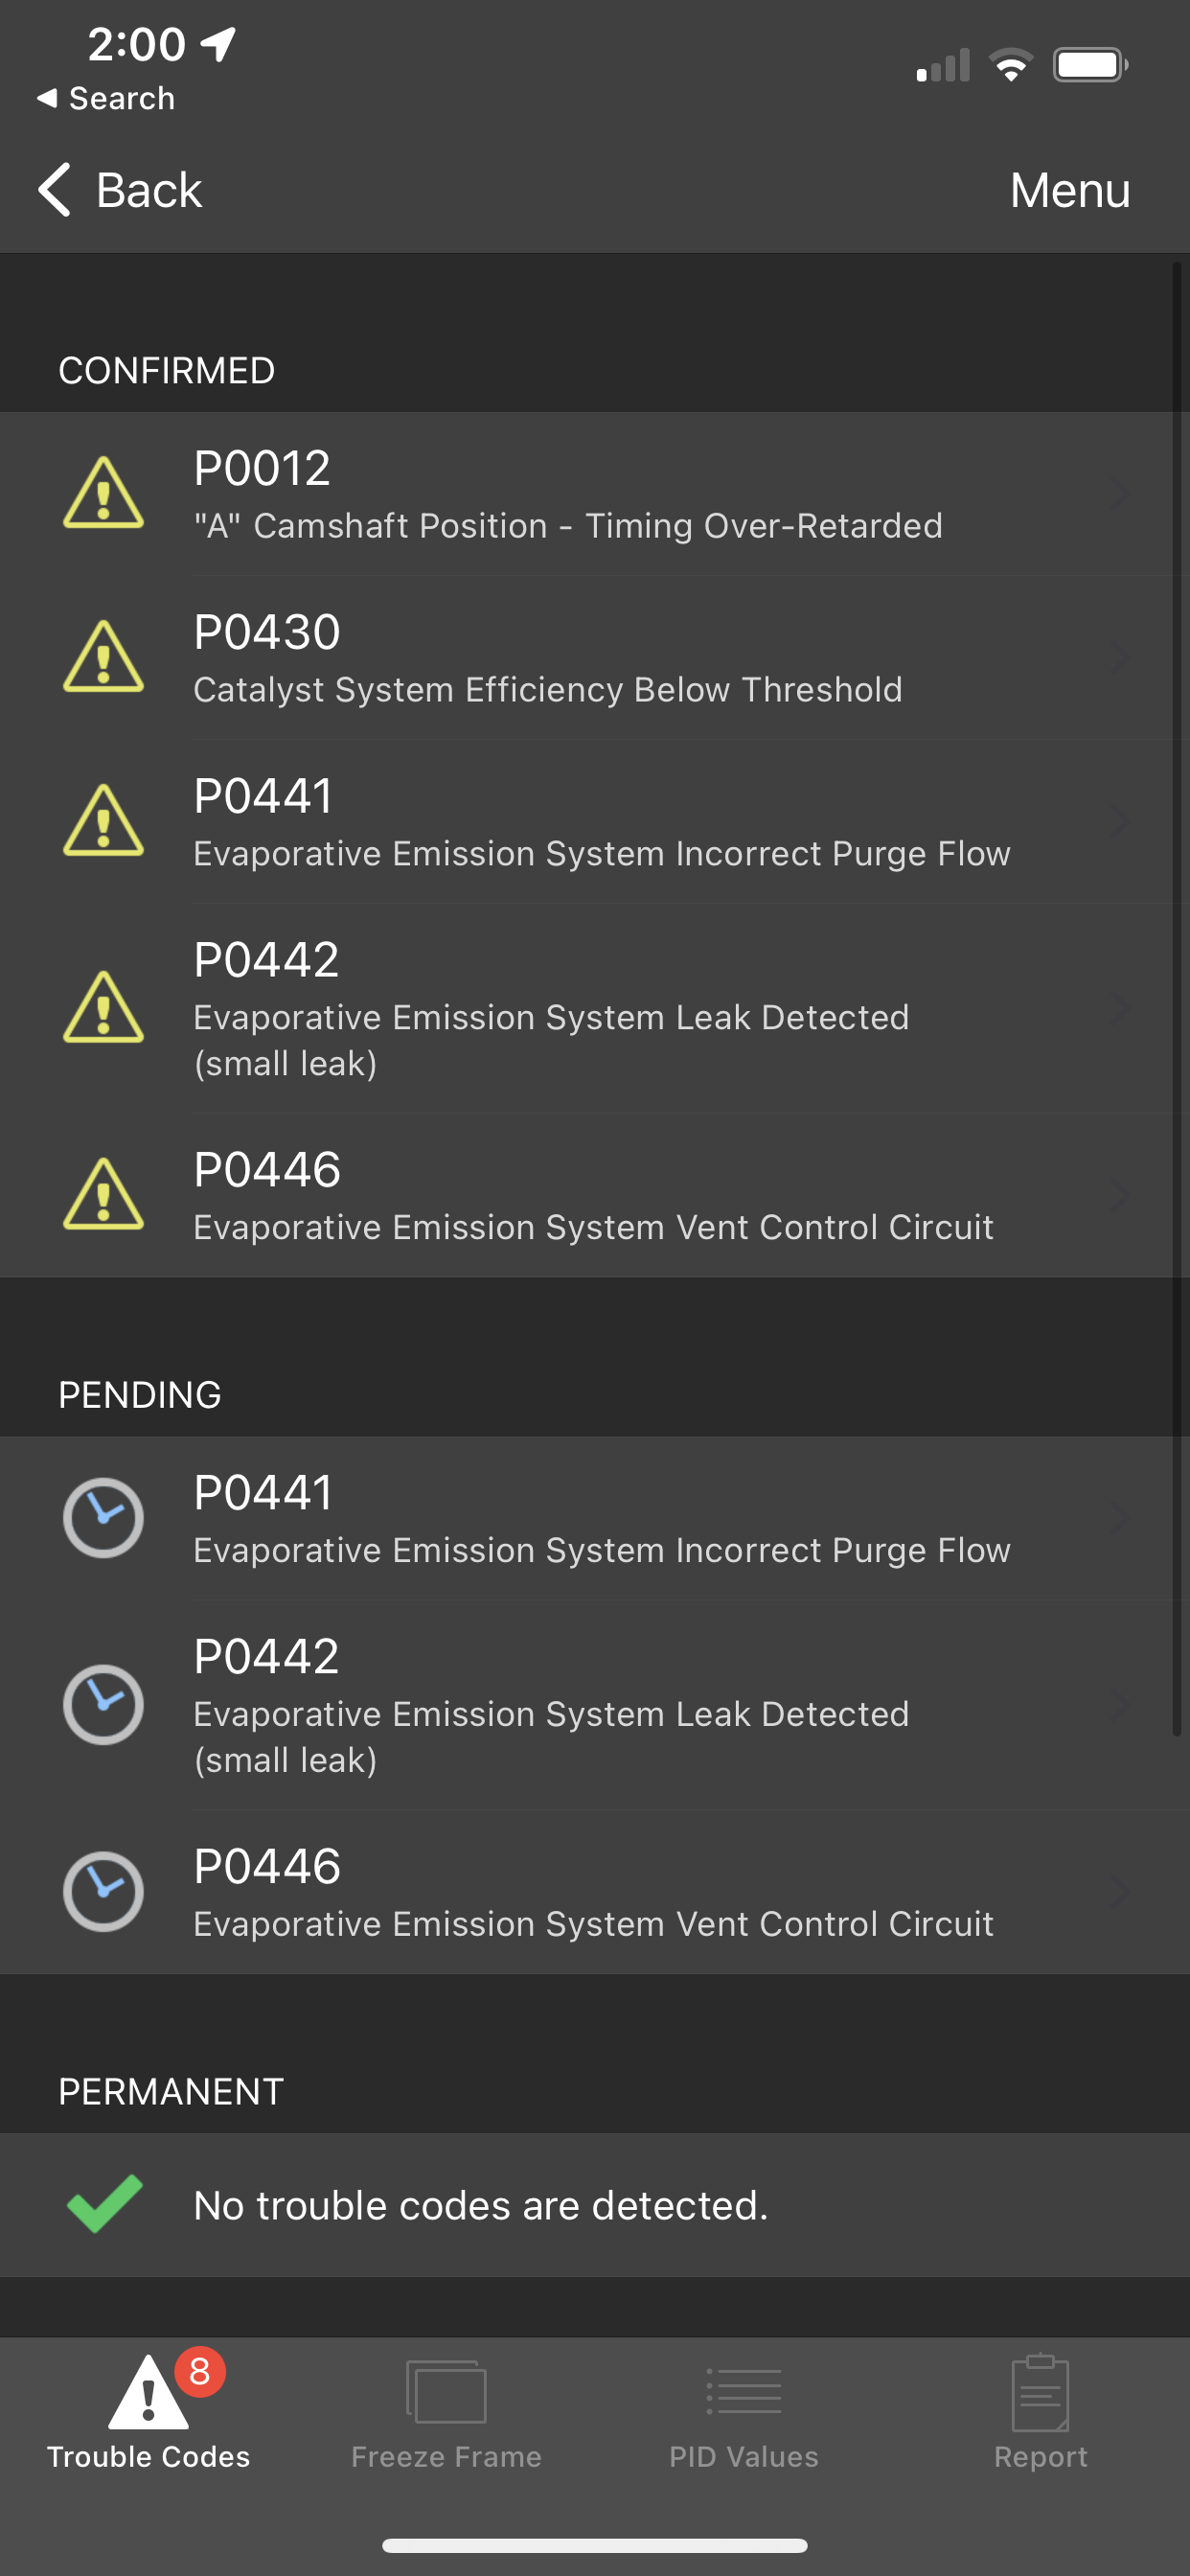 2:00
Search
Back
Menu
CONFIRMED
P0012
"A" Camshaft Position - Timing Over-Retarded
P0430
Catalyst System Efficiency Below Threshold
P0441
Evaporative Emission System Incorrect Purge Flow
P0442
Evaporative Emission System Leak Detected
(small leak)
P0446
Evaporative Emission System Vent Control Circuit
PENDING
P0441
Evaporative Emission System Incorrect Purge Flow
P0442
Evaporative Emission System Leak Detected
(small leak)
P0446
Evaporative Emission System Vent Control Circuit
PERMANENT
No trouble codes are detected.
8
Trouble Codes
Freeze Frame
PID Values
Report